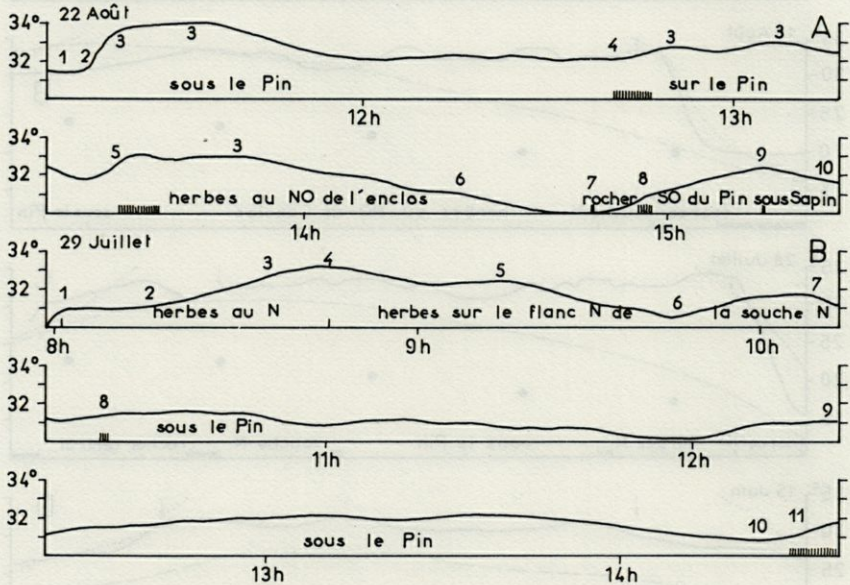 34° 22 Août A
1 2 3 3 4 3 3
32
sous le Pin sur le Pin
12h 13h
34°
5 3 6 7 8 9 10
32
herbes au NO de l'enclos rocher SO du Pin sous Sapin
14h 15h
29 Juillet B
34°
1 2 3 4 5 6 7
32
herbes au N herbes sur le flanc N de la souche N
8h 9h 10h
34°
8 9
32
sous le Pin
11h 12h
34°
32
10 11
sous le Pin
13h 14h